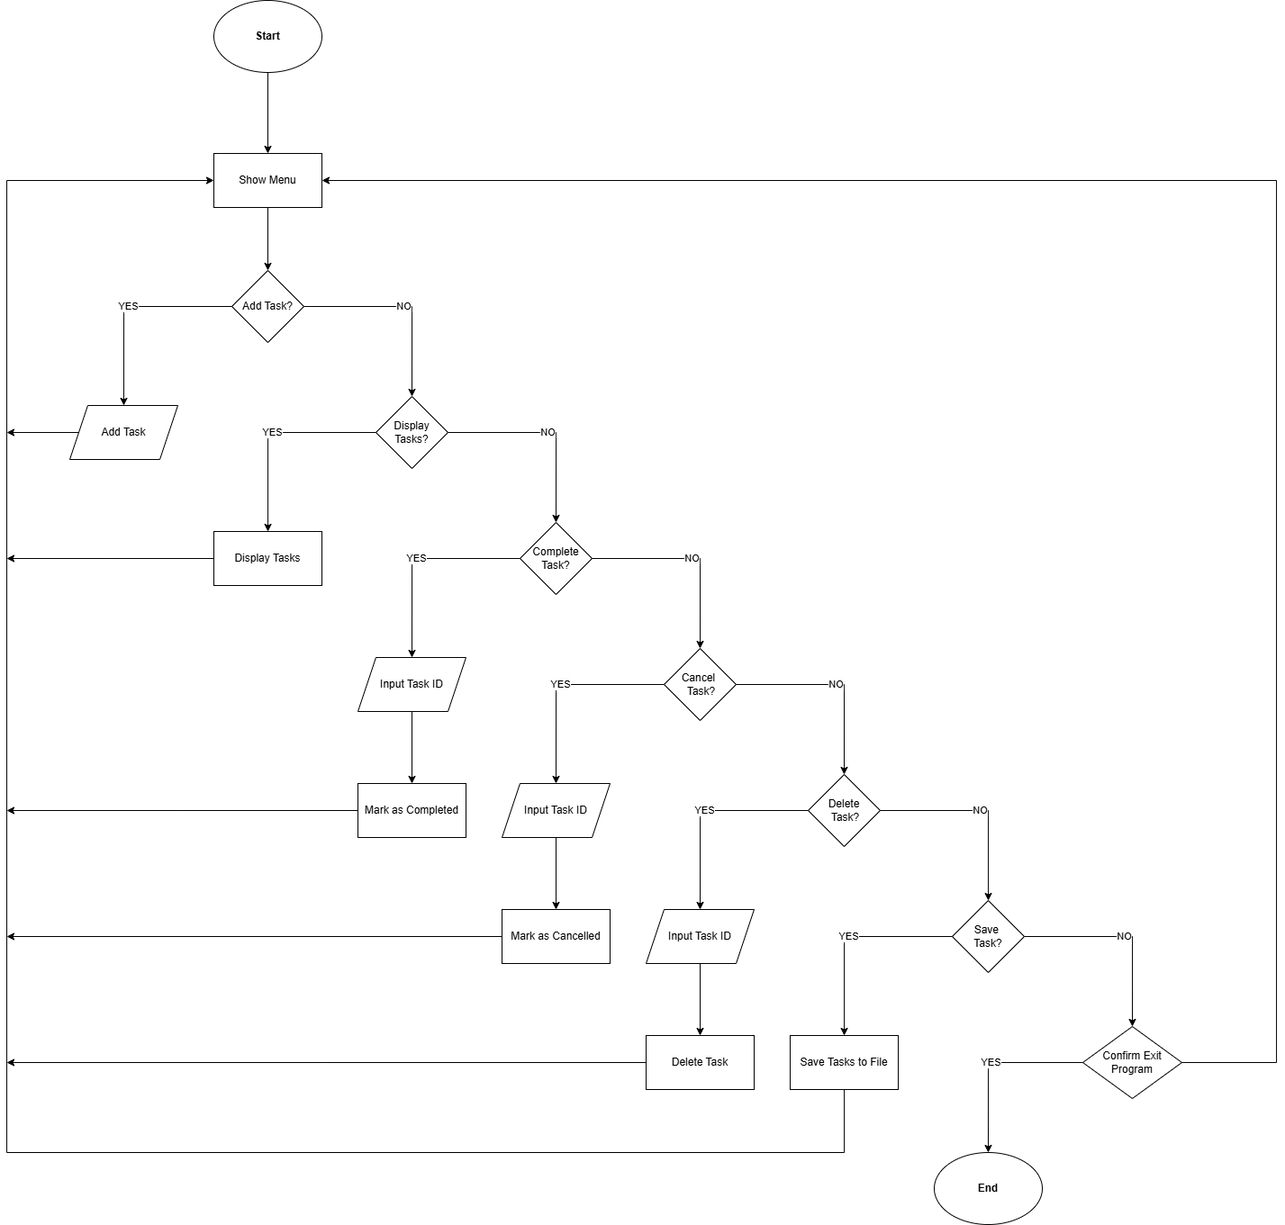 Start
Show Menu
YES
Add Task?
NO
Add Task
YES
Display
Tasks?
NO
Display Tasks
YES
Complete
Task?
NO
Input Task ID
YES
Cancel
Task?
NO
Mark as Completed
Input Task ID
YES
Delete
Task?
NO
Mark as Cancelled
Input Task ID
YES
Save
Task?
NO
Delete Task
Save Tasks to File
YES
Confirm Exit
Program
End